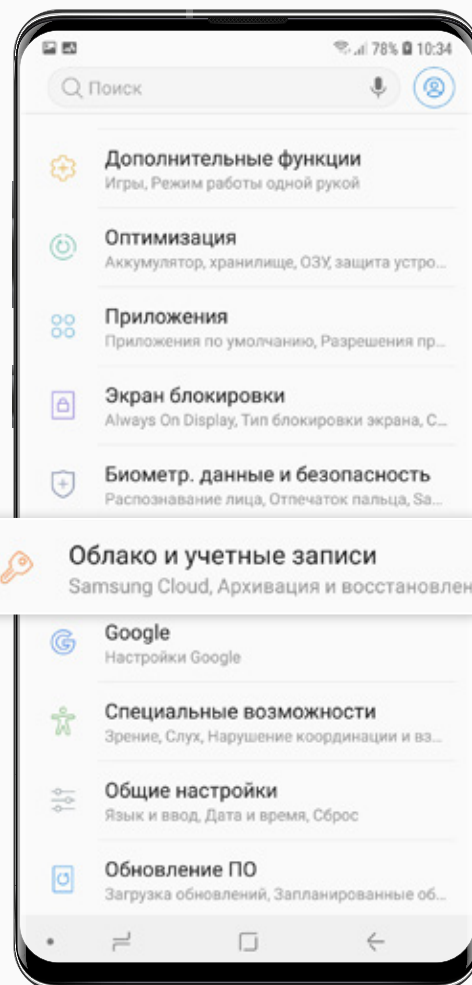 78% 10:34
Поиск
Дополнительные функции
Игры, Режим работы одной рукой
Оптимизация
Аккумулятор, хранилище, ОЗУ, защита устро...
Приложения
Приложения по умолчанию, Разрешения пр...
Экран блокировки
Always On Display, Тип блокировки экрана, С...
Биометр. данные и безопасность
Распознавание лица, Отпечаток пальца, Sa...
Облако и учетные записи
Samsung Cloud, Архивация и восстановлен
Google
Настройки Google
Специальные возможности
Зрение, Слух, Нарушение координации и вз...
Общие настройки
Язык и ввод, Дата и время, Сброс
Обновление ПО
Загрузка обновлений, Запланированные об...